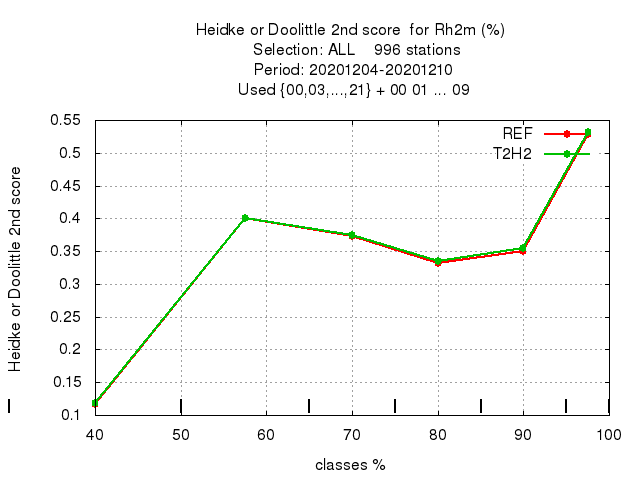 Heidke or Doolittle 2nd score  for Rh2m (%)
Selection: ALL    996 stations
Period: 20201204-20201210
Used {00,03,...,21} + 00 01 ... 09
REF
T2H2
Heidke or Doolittle 2nd score
0.55
0.5
0.45
0.4
0.35
0.3
0.25
0.2
0.15
0.1
40 50 60 70 80 90 100
classes %